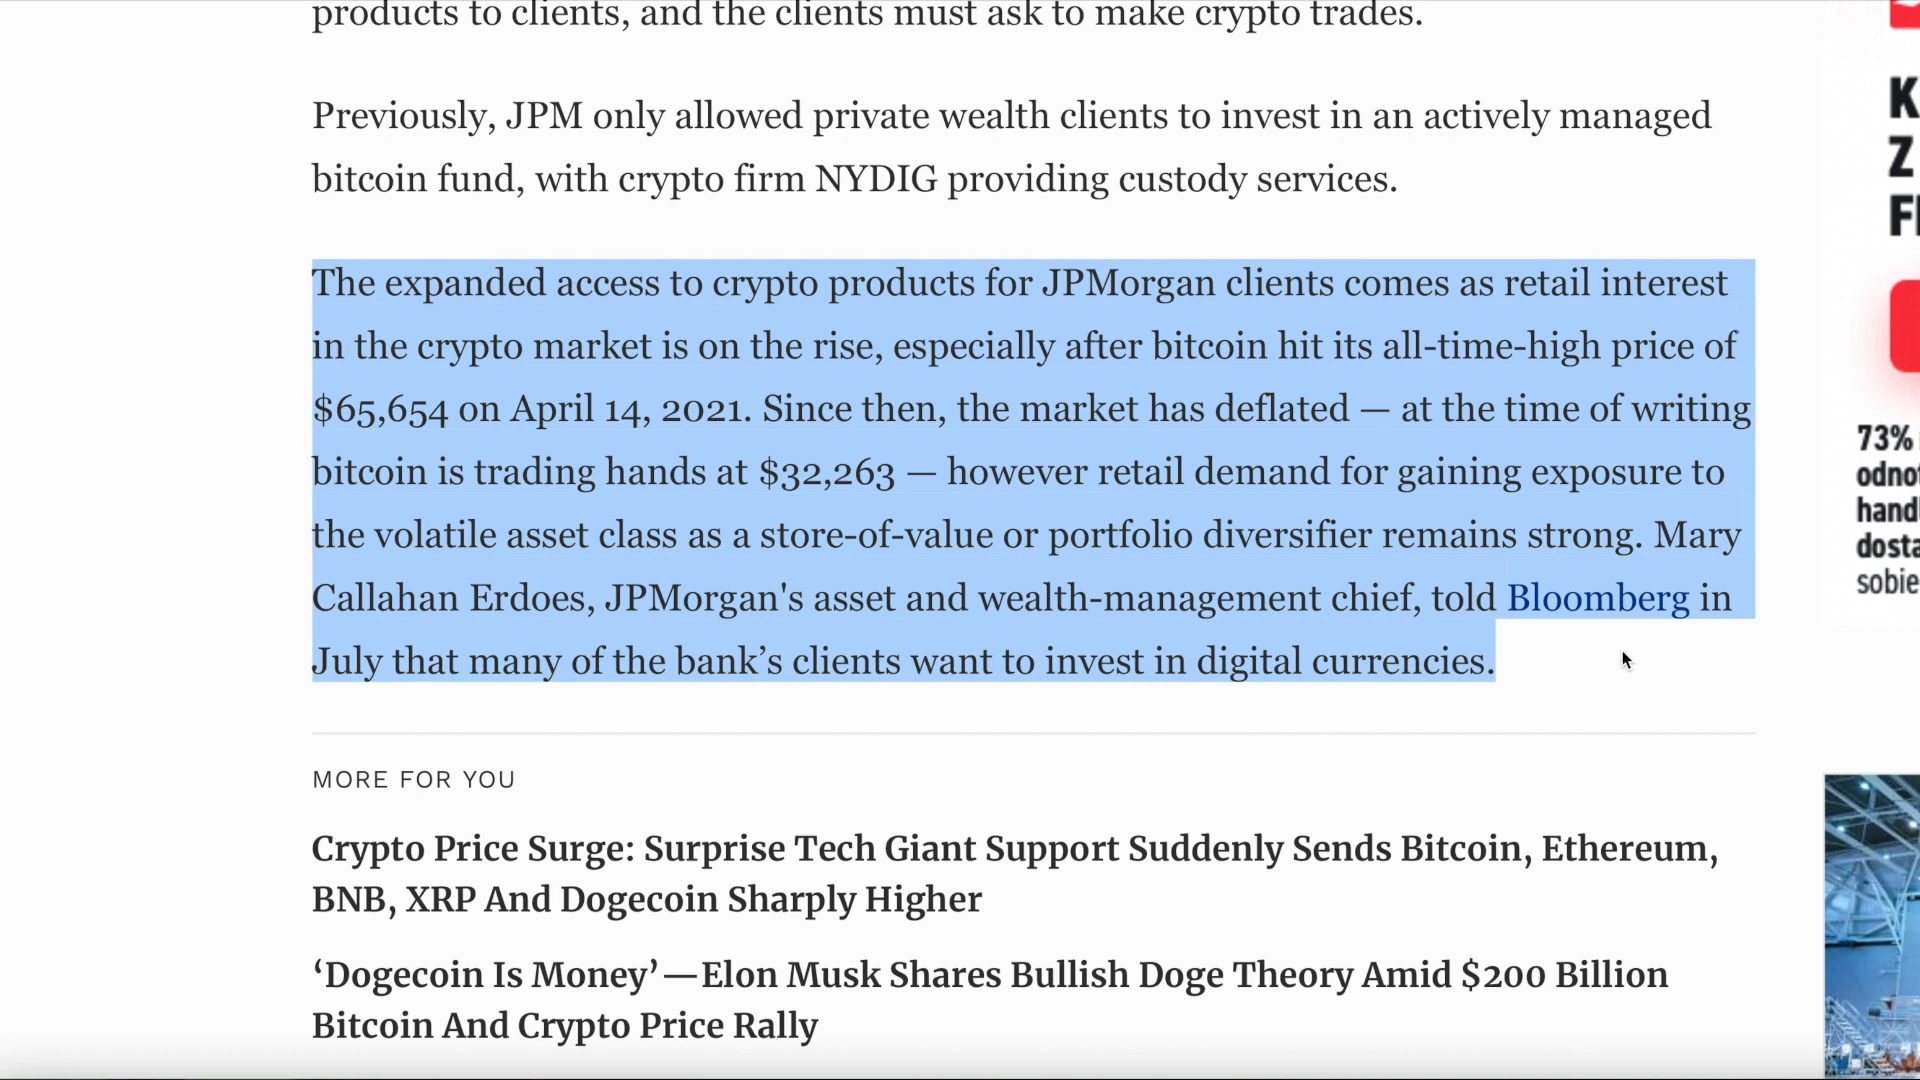 products to clients, and the clients must ask to make crypto trades.
Previously, JPM only allowed private wealth clients to invest in an actively managed
bitcoin fund, with crypto firm NYDIG providing custody services.
The expanded access to crypto products for JPMorgan clients comes as retail interest
in the crypto market is on the rise, especially after bitcoin hit its all-time-high price of
$65,654 on April 14, 2021. Since then, the market has deflated — at the time of writing
bitcoin is trading hands at $32,263 — however retail demand for gaining exposure to
the volatile asset class as a store-of-value or portfolio diversifier remains strong. Mary
Callahan Erdoes, JPMorgan's asset and wealth-management chief, told Bloomberg in
July that many of the bank’s clients want to invest in digital currencies.
MORE FOR YOU
Crypto Price Surge: Surprise Tech Giant Support Suddenly Sends Bitcoin, Ethereum,
BNB, XRP And Dogecoin Sharply Higher
‘Dogecoin Is Money’—Elon Musk Shares Bullish Doge Theory Amid $200 Billion
Bitcoin And Crypto Price Rally
Z
73%